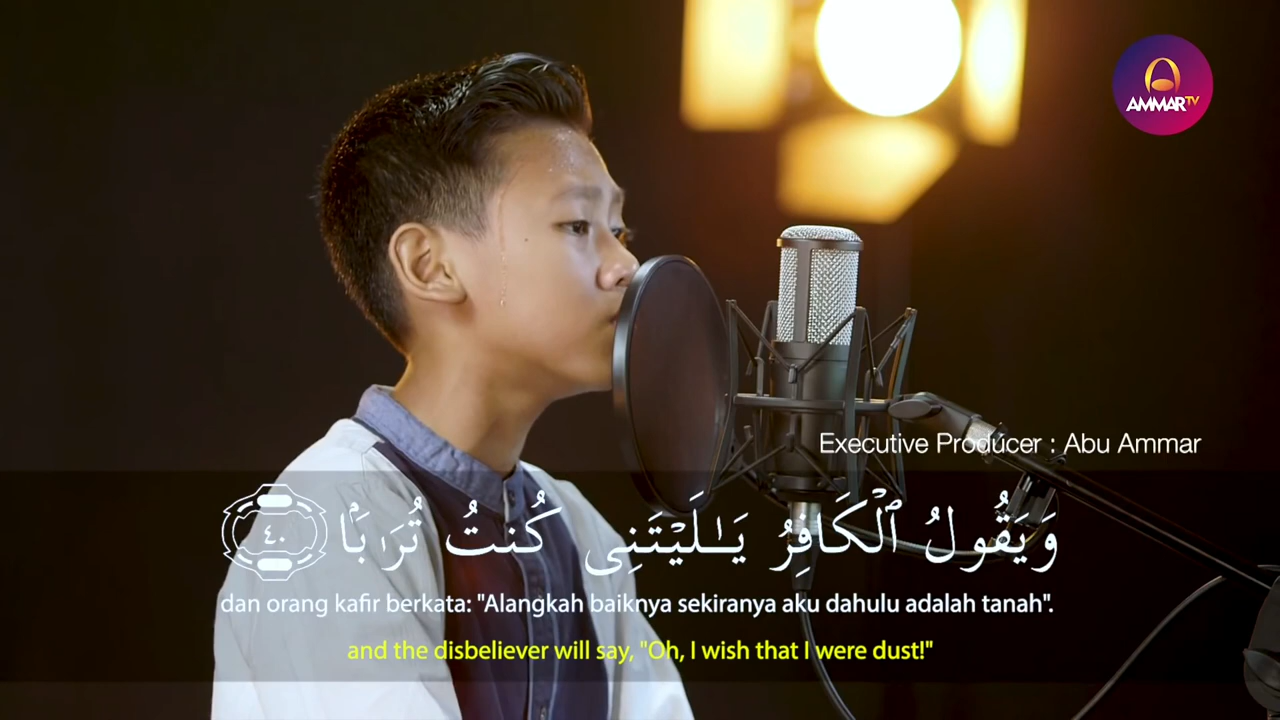 AMMARTV
Executive Producer : Abu Ammar
وَيَقُولُ ٱلْكَافِرُ يَـٰلَيْتَنِى كُنتُ تُرَٰبًۢا ٤٠
dan orang kafir berkata: "Alangkah baiknya sekiranya aku dahulu adalah tanah".
and the disbeliever will say, "Oh, I wish that I were dust!"